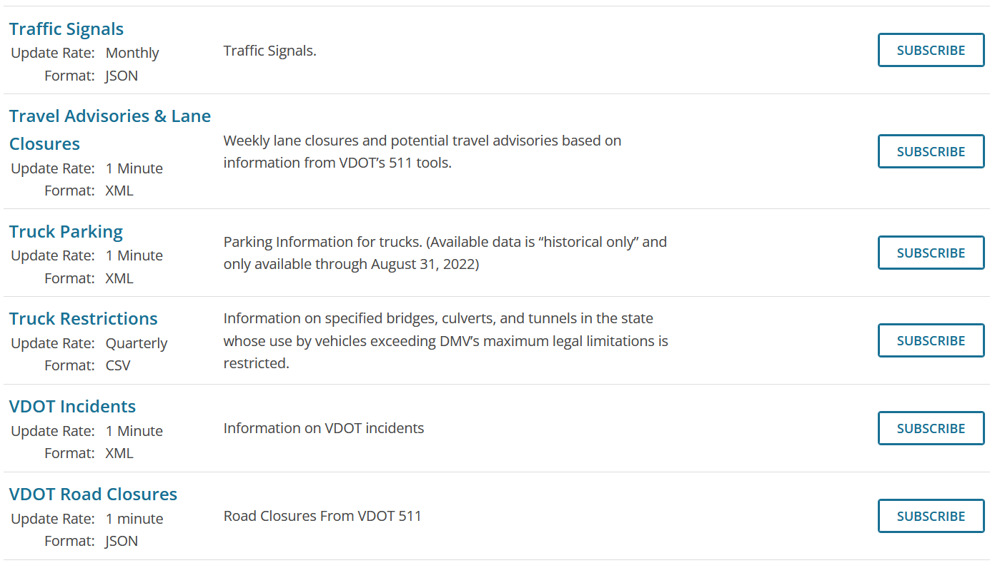 Traffic Signals
Update Rate: Monthly
Format: JSON
Traffic Signals.
SUBSCRIBE
Travel Advisories & Lane
Closures
Update Rate: 1 Minute
Format: XML
Weekly lane closures and potential travel advisories based on
information from VDOT’s 511 tools.
SUBSCRIBE
Truck Parking
Update Rate: 1 Minute
Format: XML
Parking Information for trucks. (Available data is “historical only” and
only available through August 31, 2022)
SUBSCRIBE
Truck Restrictions
Update Rate: Quarterly
Format: CSV
Information on specified bridges, culverts, and tunnels in the state
whose use by vehicles exceeding DMV’s maximum legal limitations is
restricted.
SUBSCRIBE
VDOT Incidents
Update Rate: 1 Minute
Format: XML
Information on VDOT incidents
SUBSCRIBE
VDOT Road Closures
Update Rate: 1 minute
Format: JSON
Road Closures From VDOT 511
SUBSCRIBE